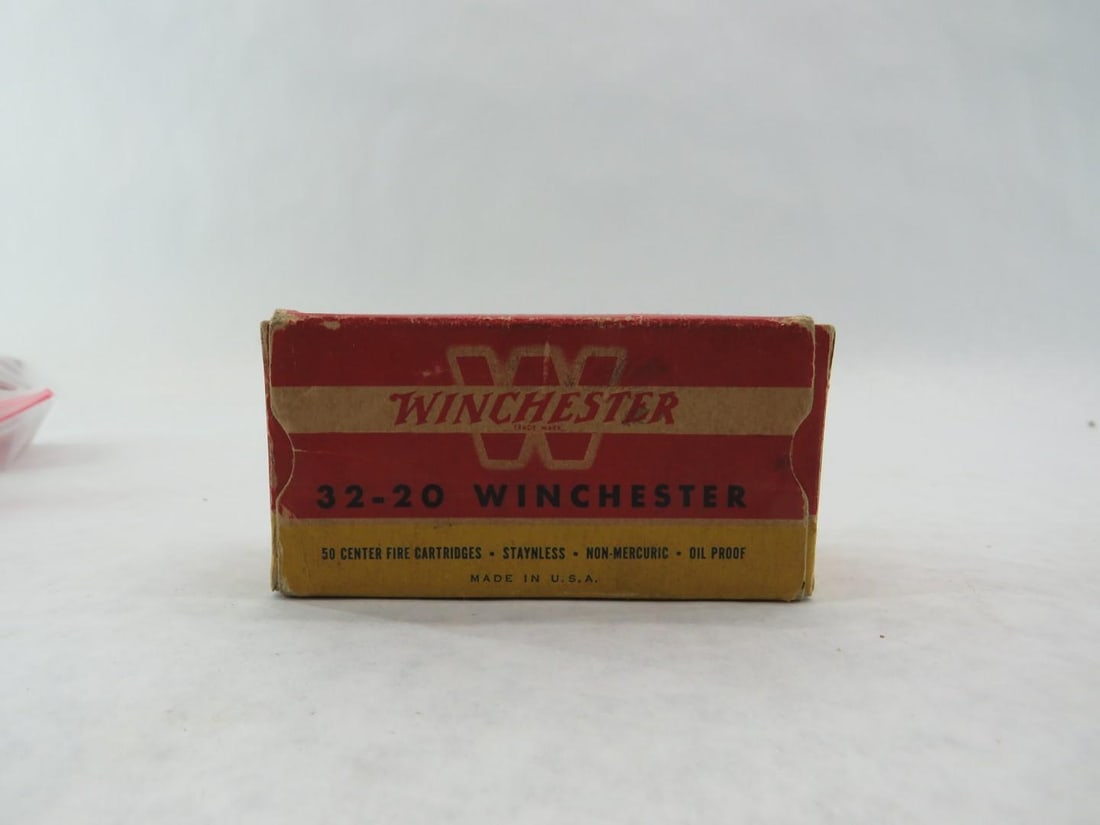 W
WINCHESTER
TRADE MARK
32-20 WINCHESTER
50 CENTER FIRE CARTRIDGES • STAYNLESS • NON-MERCURIC • OIL PROOF
MADE IN U.S.A.